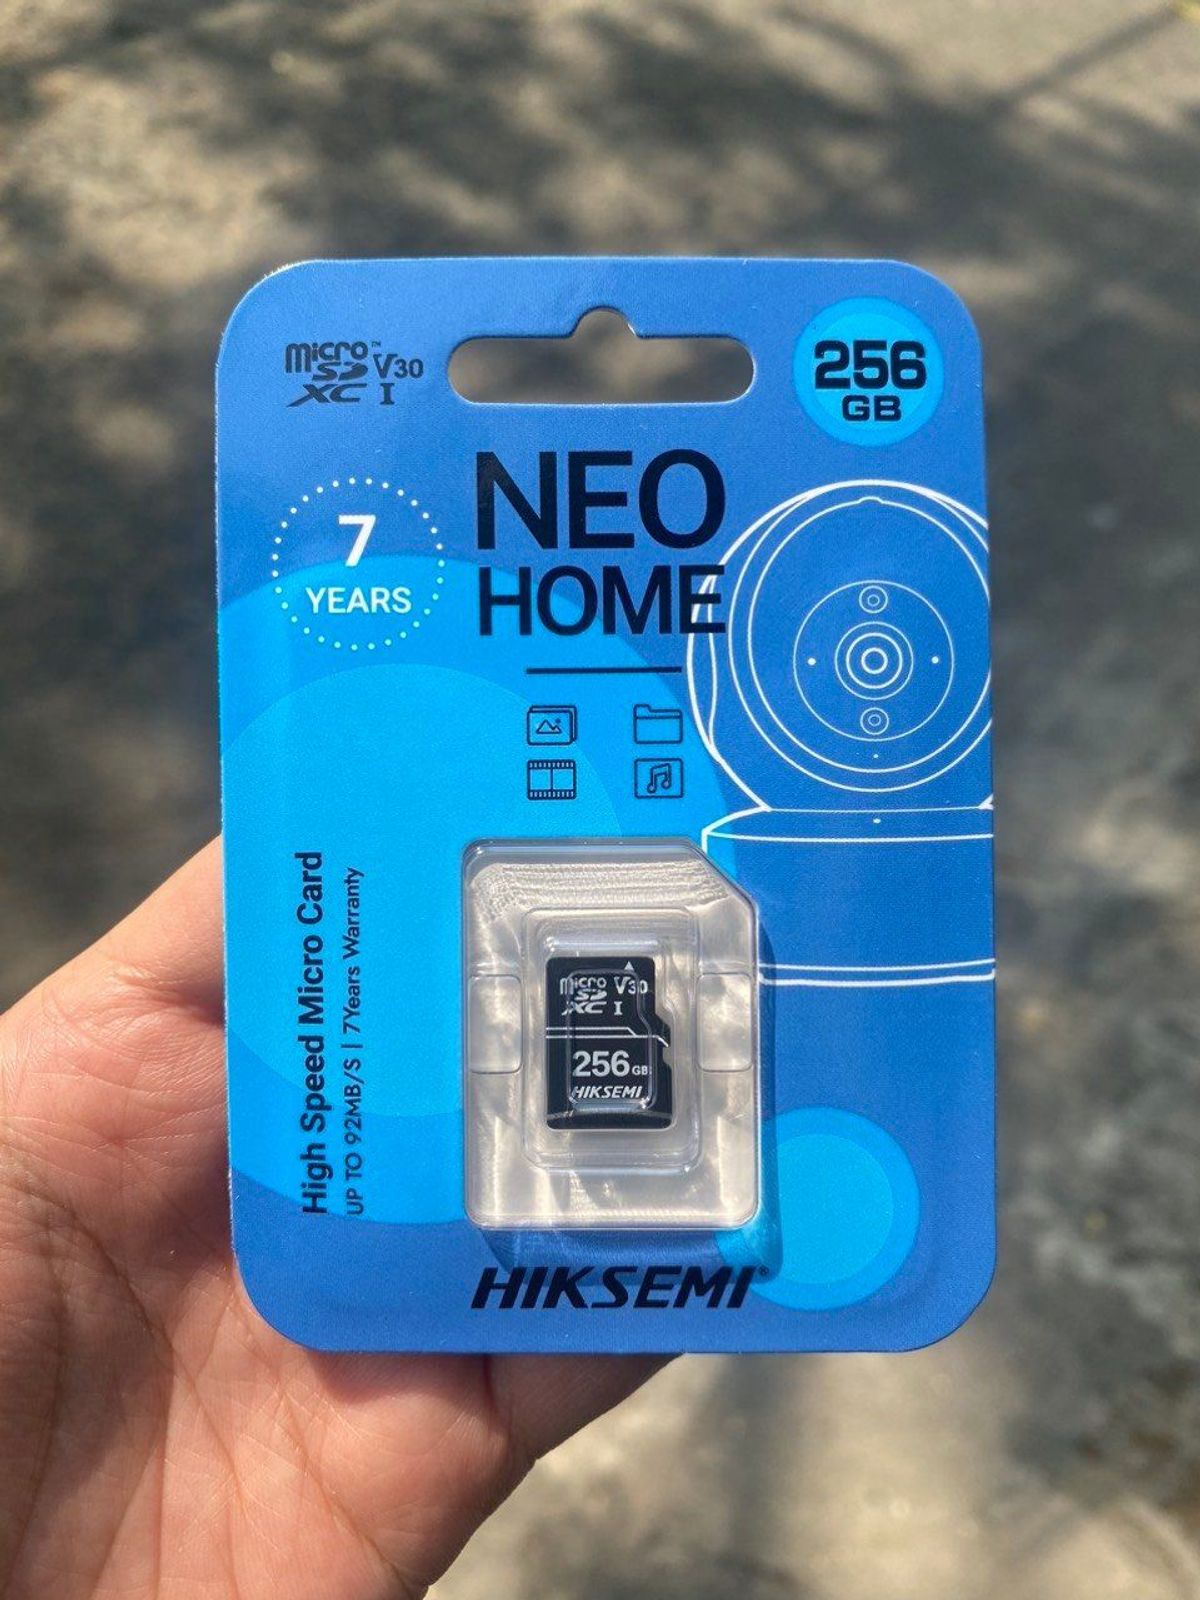 micro™
SD V30
XC I
256
GB
NEO
HOME
7
YEARS
High Speed Micro Card
UP TO 92MB/S | 7Years Warranty
micro V30
SD
XC I
256GB
HIKSEMI
HIKSEMI®